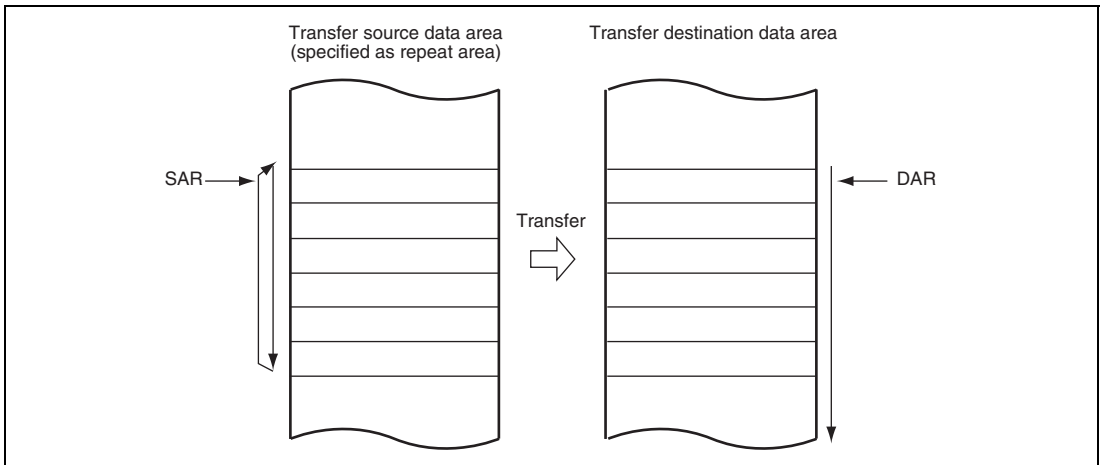 Transfer source data area
(specified as repeat area)
Transfer destination data area
SAR
Transfer
DAR